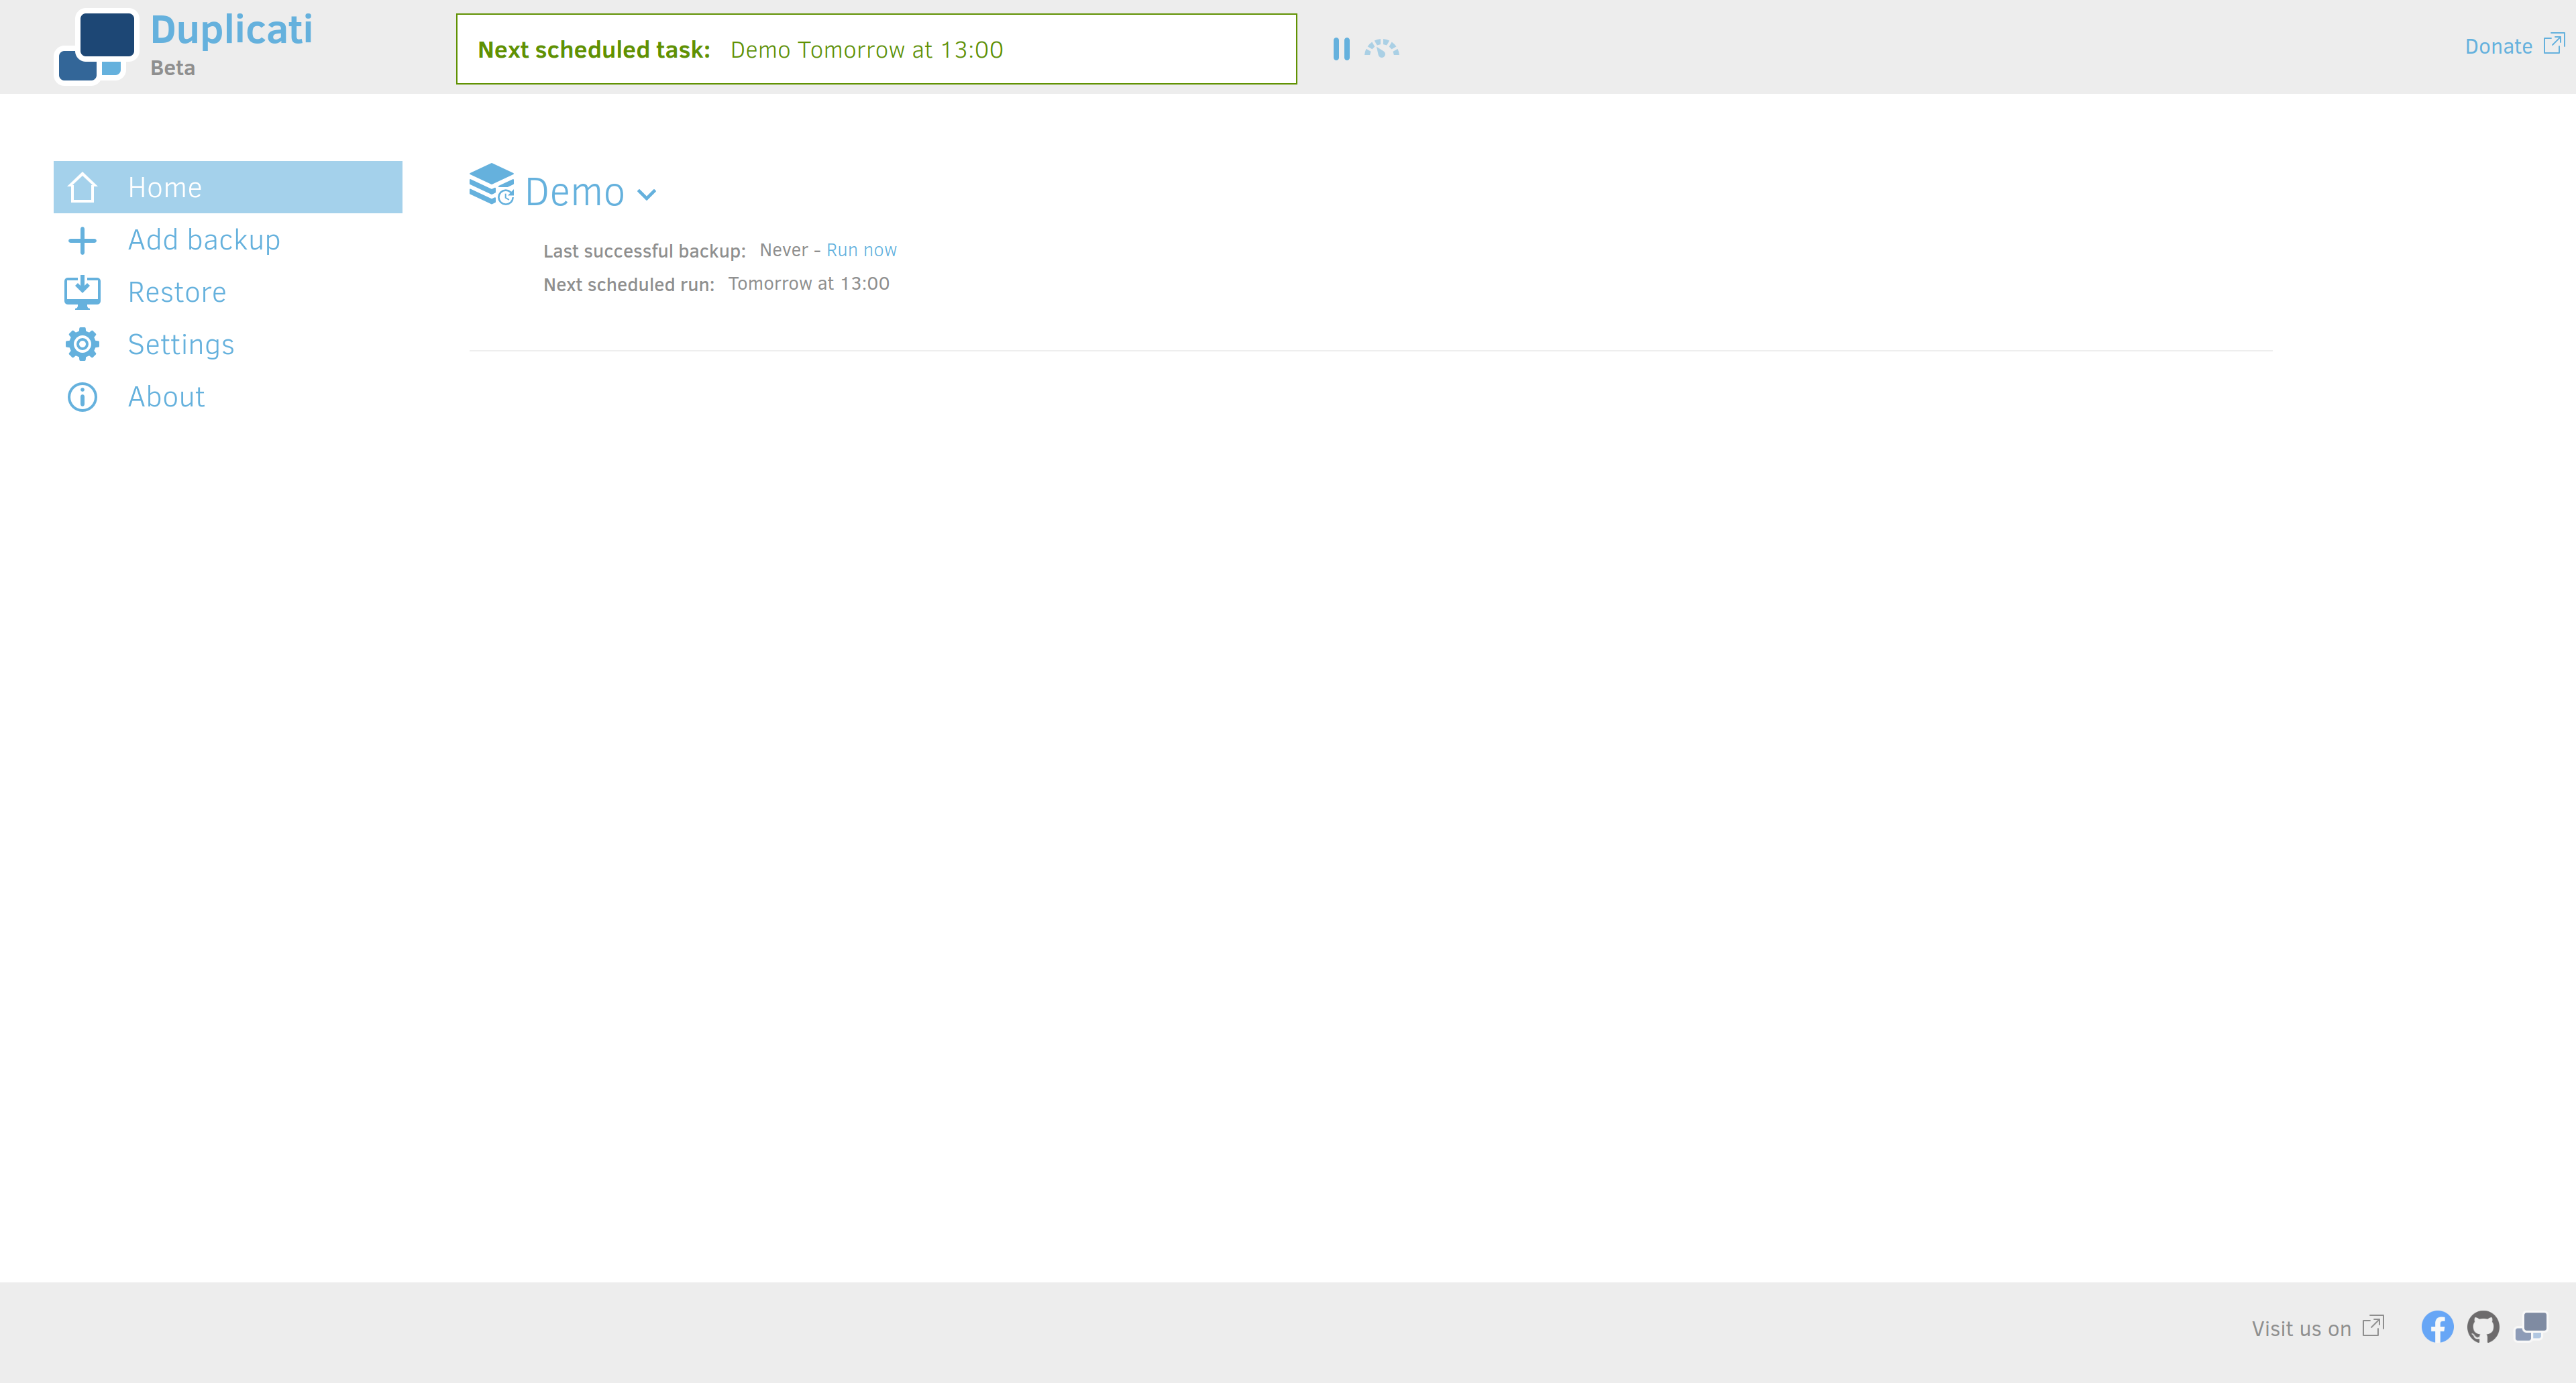 Duplicati
Beta
Next scheduled task: Demo Tomorrow at 13:00
Donate
Home
Add backup
Restore
Settings
About
Demo
Last successful backup: Never - Run now
Next scheduled run: Tomorrow at 13:00
Visit us on